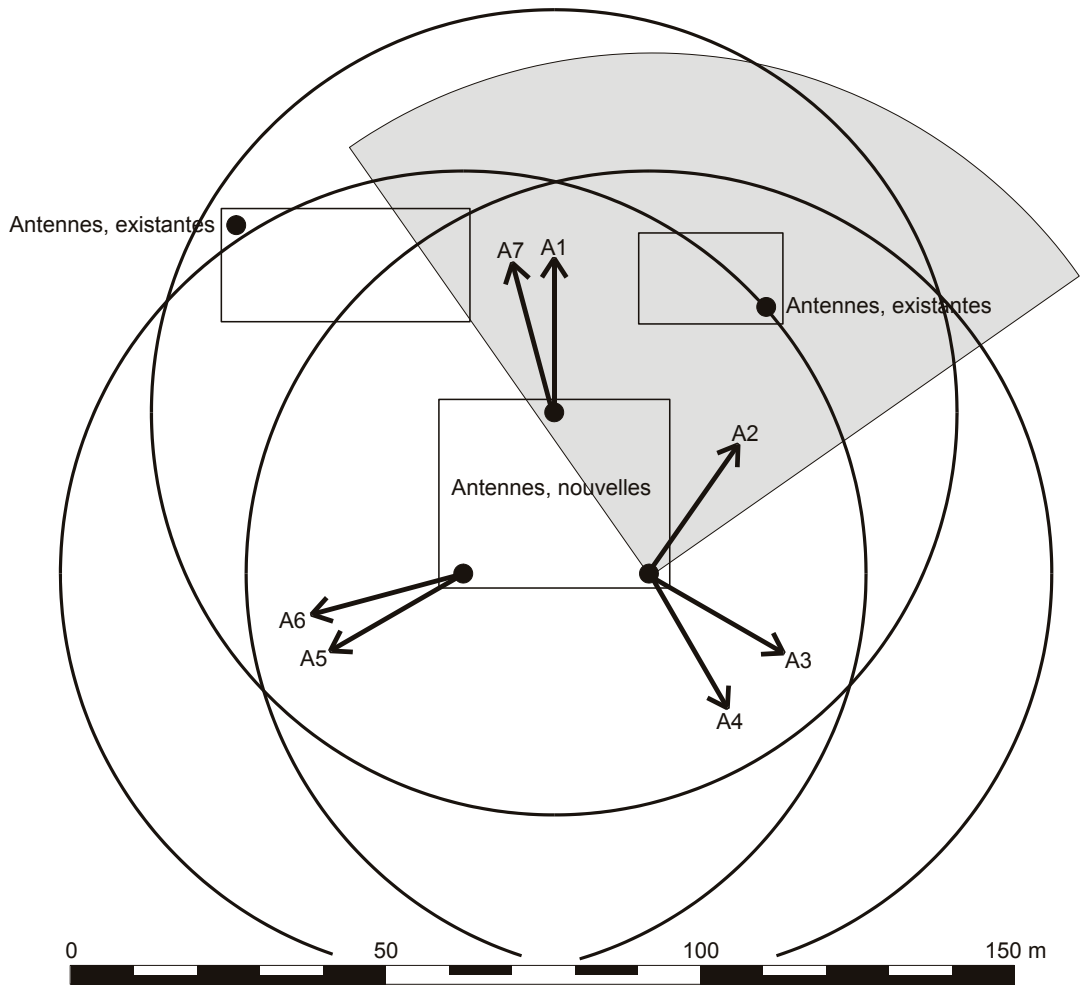 Antennes, existantes
A7
A1
Antennes, existantes
A2
Antennes, nouvelles
A6
A5
A3
A4
0
50
100
150 m